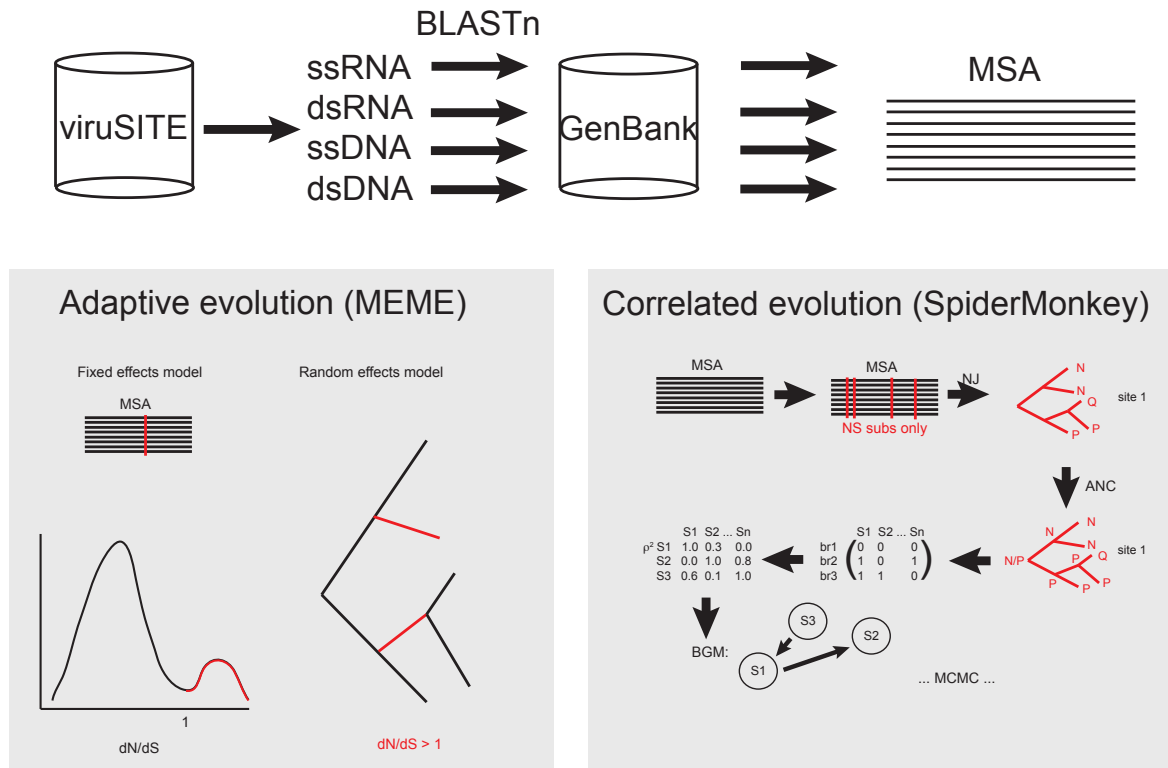 BLASTn
viruSITE
ssRNA
dsRNA
ssDNA
dsDNA
GenBank
MSA
Adaptive evolution (MEME)
Fixed effects model
Random effects model
MSA
1
dN/dS
dN/dS > 1
Correlated evolution (SpiderMonkey)
MSA
MSA
NS subs only
NJ
N
N
Q
P
P
site 1
ANC
N
N
N
P
Q
N/P
P
P
P
site 1
S1 S2 ... Sn
br1 0 0 0
br2 1 0 1
br3 1 1 0
S1 S2 ... Sn
ρ² S1 1.0 0.3 0.0
S2 0.0 1.0 0.8
S3 0.6 0.1 1.0
BGM:
S3
S2
S1
... MCMC ...